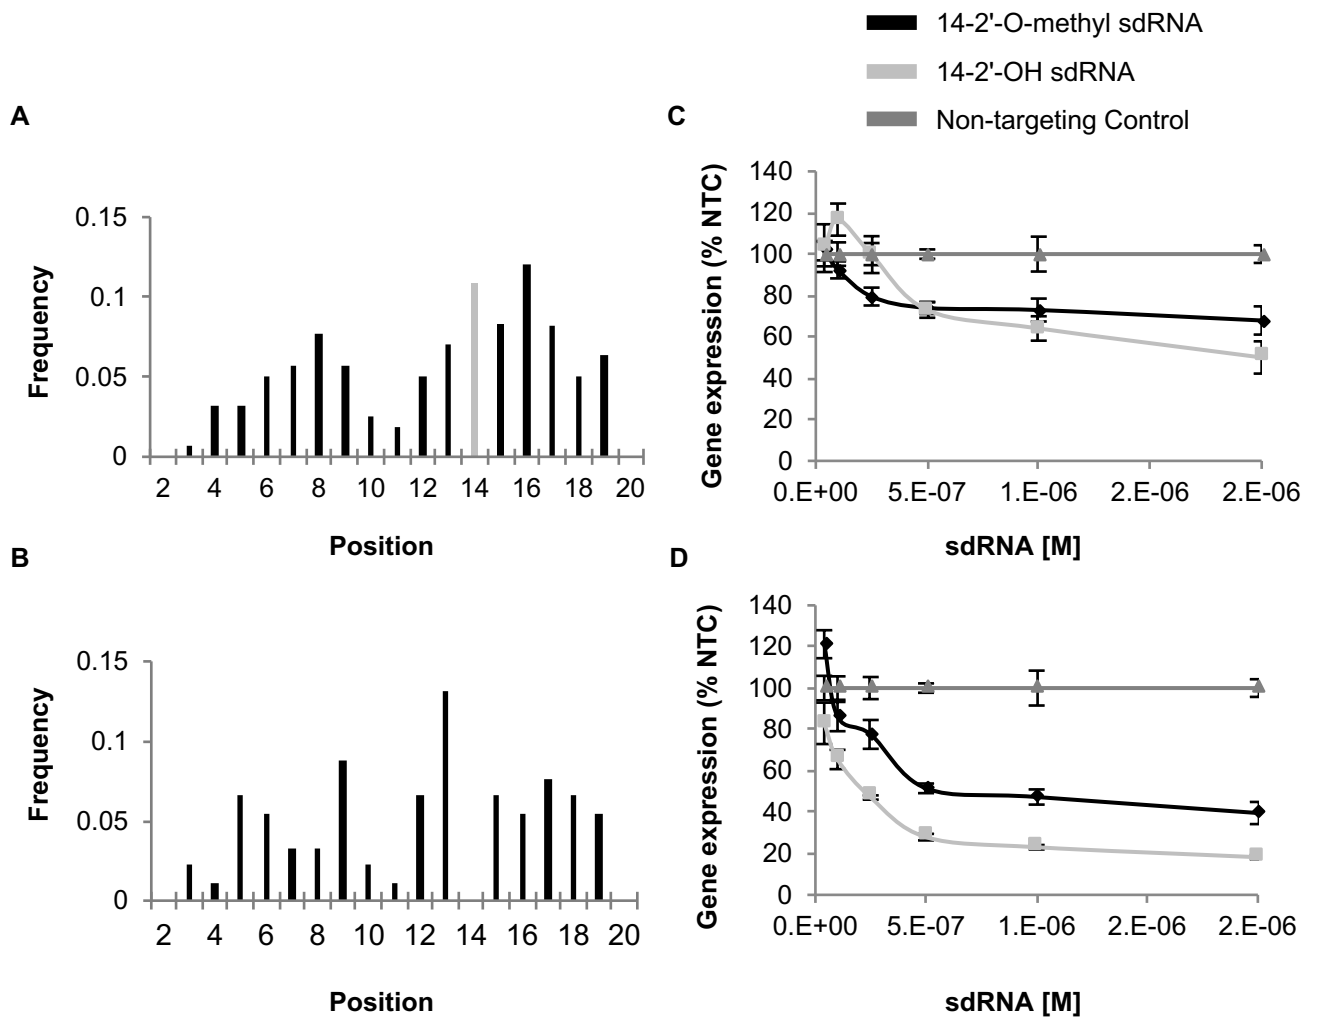 14-2'-O-methyl sdRNA
14-2'-OH sdRNA
Non-targeting Control
A
Frequency
0.15
0.1
0.05
0
2 4 6 8 10 12 14 16 18 20
Position
C
Gene expression (% NTC)
140
120
100
80
60
40
20
0
0.E+00 5.E-07 1.E-06 2.E-06 2.E-06
sdRNA [M]
B
Frequency
0.15
0.1
0.05
0
2 4 6 8 10 12 14 16 18 20
Position
D
Gene expression (% NTC)
140
120
100
80
60
40
20
0
0.E+00 5.E-07 1.E-06 2.E-06 2.E-06
sdRNA [M]